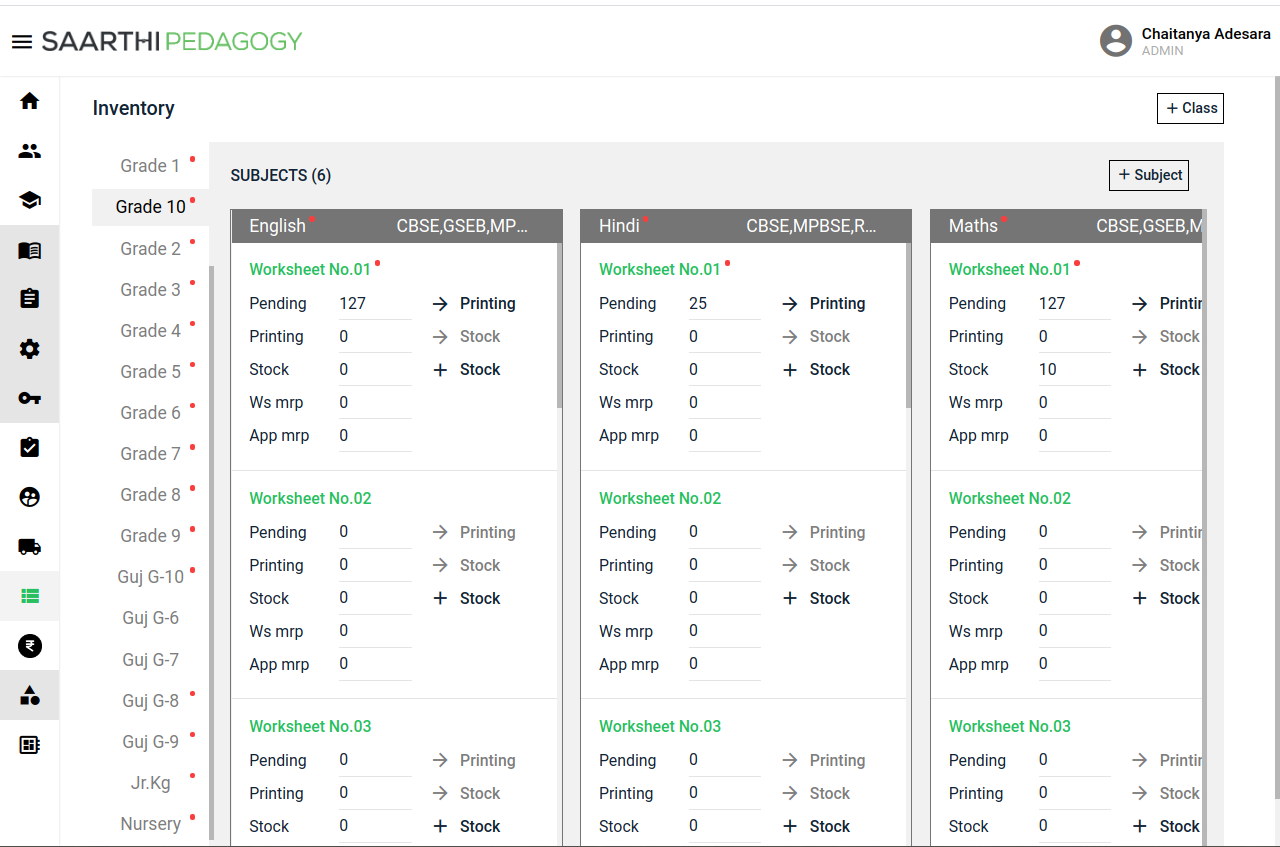 SAARTHI PEDAGOGY
Chaitanya Adesara
ADMIN
Inventory
+ Class
Grade 1
Grade 10
Grade 2
Grade 3
Grade 4
Grade 5
Grade 6
Grade 7
Grade 8
Grade 9
Guj G-10
Guj G-6
Guj G-7
Guj G-8
Guj G-9
Jr.Kg
Nursery
SUBJECTS (6)
+ Subject
English CBSE,GSEB,MP...
Worksheet No.01
Pending 127 → Printing
Printing 0 → Stock
Stock 0 + Stock
Ws mrp 0
App mrp 0
Worksheet No.02
Pending 0 → Printing
Printing 0 → Stock
Stock 0 + Stock
Ws mrp 0
App mrp 0
Worksheet No.03
Pending 0 → Printing
Printing 0 → Stock
Stock 0 + Stock
Hindi CBSE,MPBSE,R...
Worksheet No.01
Pending 25 → Printing
Printing 0 → Stock
Stock 0 + Stock
Ws mrp 0
App mrp 0
Worksheet No.02
Pending 0 → Printing
Printing 0 → Stock
Stock 0 + Stock
Ws mrp 0
App mrp 0
Worksheet No.03
Pending 0 → Printing
Printing 0 → Stock
Stock 0 + Stock
Maths CBSE,GSEB,M
Worksheet No.01
Pending 127 → Printin
Printing 0 → Stock
Stock 10 + Stock
Ws mrp 0
App mrp 0
Worksheet No.02
Pending 0 → Printin
Printing 0 → Stock
Stock 0 + Stock
Ws mrp 0
App mrp 0
Worksheet No.03
Pending 0 → Printin
Printing 0 → Stock
Stock 0 + Stock